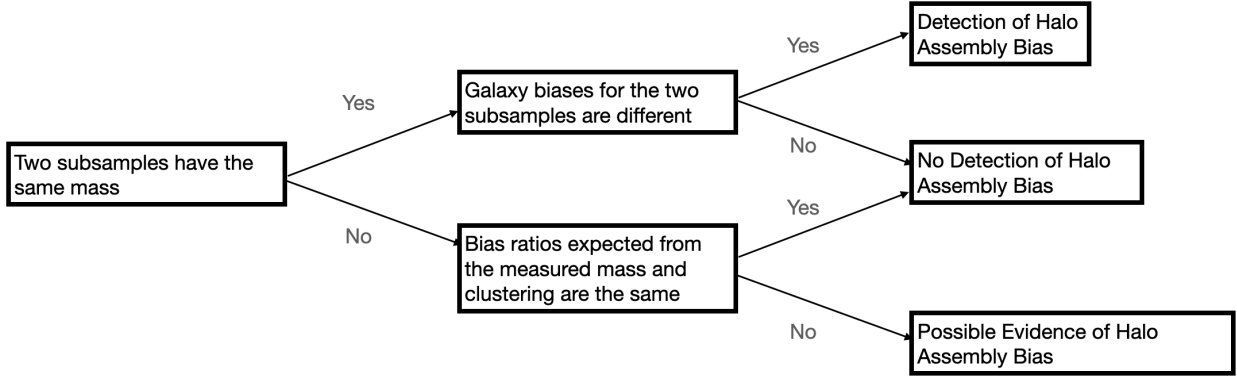 Two subsamples have the
same mass
Yes
No
Galaxy biases for the two
subsamples are different
Bias ratios expected from
the measured mass and
clustering are the same
Yes
No
Yes
No
Detection of Halo
Assembly Bias
No Detection of Halo
Assembly Bias
Possible Evidence of Halo
Assembly Bias